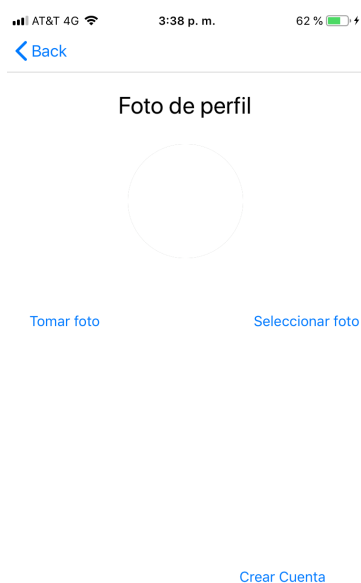 AT&T 4G 3:38 p. m. 62 %
Back
Foto de perfil
Tomar foto Seleccionar foto
Crear Cuenta